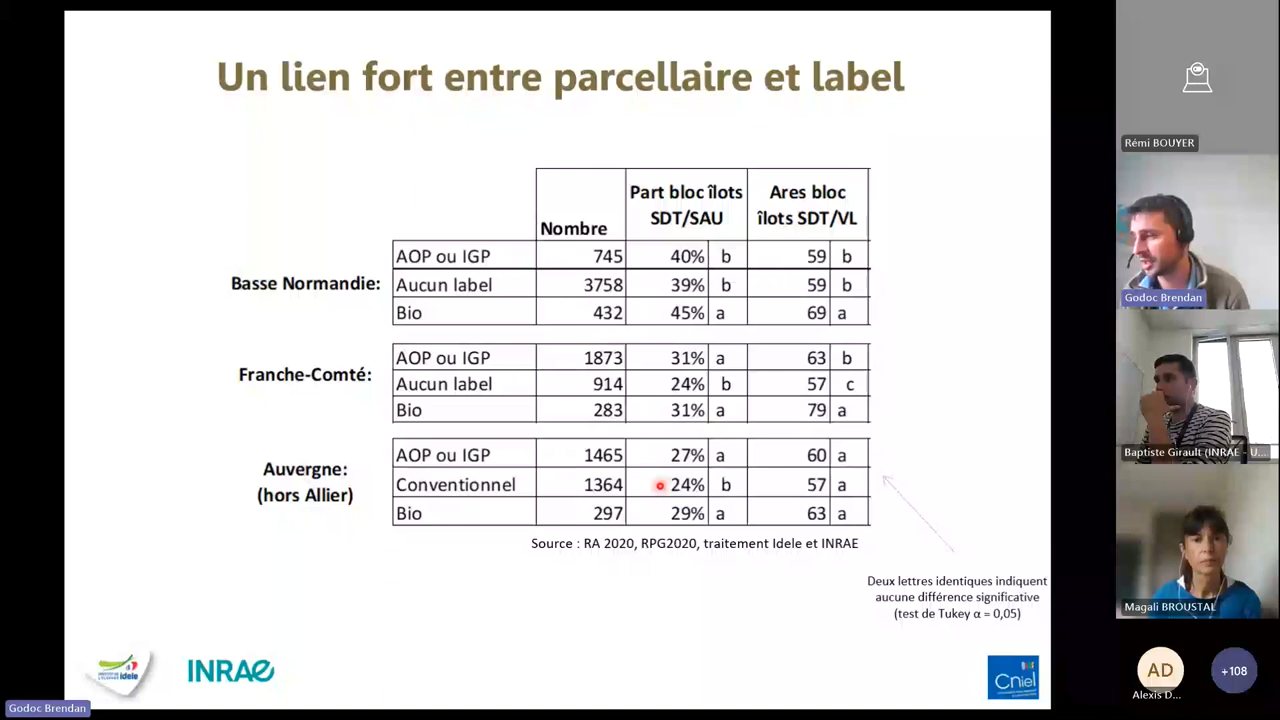 Un lien fort entre parcellaire et label
Nombre Part bloc îlots SDT/SAU Ares bloc îlots SDT/VL
Basse Normandie:
AOP ou IGP 745 40% b 59 b
Aucun label 3758 39% b 59 b
Bio 432 45% a 69 a
Franche-Comté:
AOP ou IGP 1873 31% a 63 b
Aucun label 914 24% b 57 c
Bio 283 31% a 79 a
Auvergne:
(hors Allier)
AOP ou IGP 1465 27% a 60 a
Conventionnel 1364 24% b 57 a
Bio 297 29% a 63 a
Source : RA 2020, RPG2020, traitement Idele et INRAE
Deux lettres identiques indiquent
aucune différence significative
(test de Tukey α = 0,05)
idele
INRAE
Cniel
Godoc Brendan
Rémi BOUYER
Godoc Brendan
Baptiste Girault (INRAE - U...
Magali BROUSTAL
AD
Alexis D...
+108